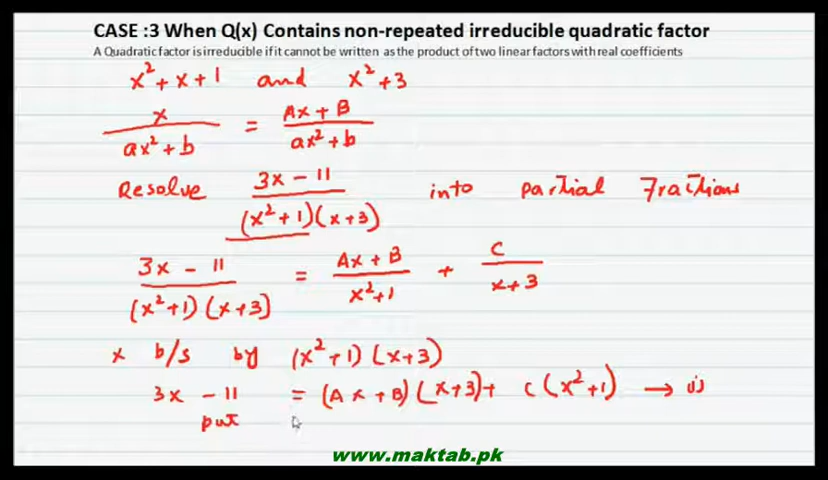 CASE :3 When Q(x) Contains non-repeated irreducible quadratic factor
A Quadratic factor is irreducible if it cannot be written as the product of two linear factors with real coefficients
x² + x + 1 and x² + 3
x / (ax² + b) = (Ax + B) / (ax² + b)
Resolve (3x - 11) / ((x² + 1)(x + 3)) into partial Fractions
(3x - 11) / ((x² + 1)(x + 3)) = (Ax + B) / (x² + 1) + C / (x + 3)
x b/s by (x² + 1)(x + 3)
3x - 11 = (Ax + B)(x + 3) + C(x² + 1) → (i)
put
www.maktab.pk